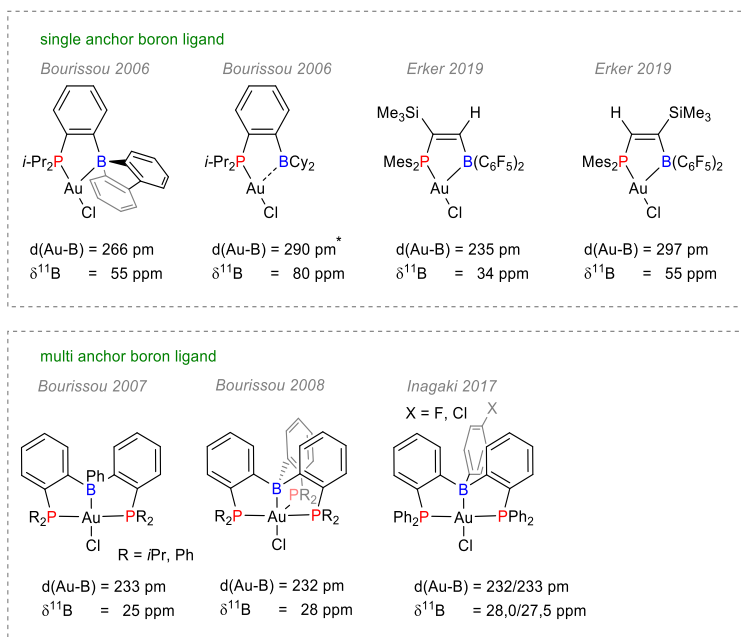 single anchor boron ligand
Bourissou 2006 Bourissou 2006 Erker 2019 Erker 2019
Me3Si H H SiMe3
i-Pr2P B i-Pr2P BCy2 Mes2P B(C6F5)2 Mes2P B(C6F5)2
Au Au Au Au
Cl Cl Cl Cl
d(Au-B) = 266 pm d(Au-B) = 290 pm* d(Au-B) = 235 pm d(Au-B) = 297 pm
δ11B = 55 ppm δ11B = 80 ppm δ11B = 34 ppm δ11B = 55 ppm
multi anchor boron ligand
Bourissou 2007 Bourissou 2008 Inagaki 2017
X = F, Cl X
Ph
B B B
PR2
R2P Au PR2 R2P Au PR2 Ph2P Au PPh2
Cl Cl Cl
R = iPr, Ph
d(Au-B) = 233 pm d(Au-B) = 232 pm d(Au-B) = 232/233 pm
δ11B = 25 ppm δ11B = 28 ppm δ11B = 28,0/27,5 ppm